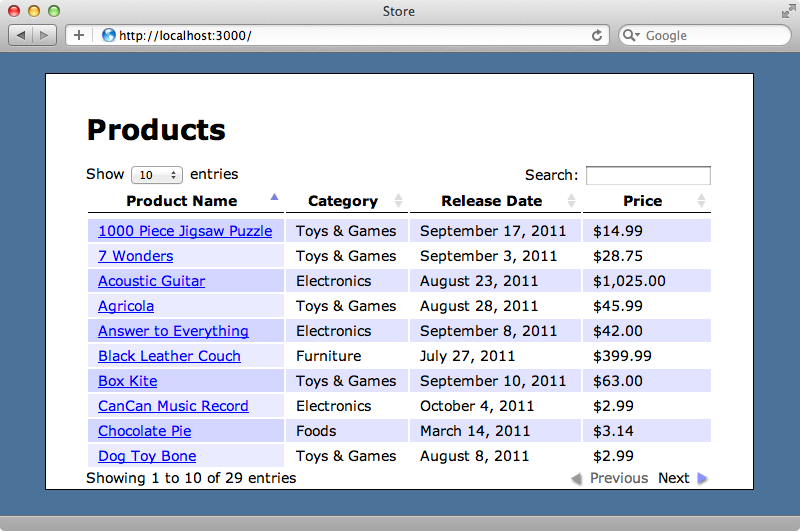 Store
http://localhost:3000/
Google
Products
Show 10 entries
Search:
Product Name Category Release Date Price
1000 Piece Jigsaw Puzzle Toys & Games September 17, 2011 $14.99
7 Wonders Toys & Games September 3, 2011 $28.75
Acoustic Guitar Electronics August 23, 2011 $1,025.00
Agricola Toys & Games August 28, 2011 $45.99
Answer to Everything Electronics September 8, 2011 $42.00
Black Leather Couch Furniture July 27, 2011 $399.99
Box Kite Toys & Games September 10, 2011 $63.00
CanCan Music Record Electronics October 4, 2011 $2.99
Chocolate Pie Foods March 14, 2011 $3.14
Dog Toy Bone Toys & Games August 8, 2011 $2.99
Showing 1 to 10 of 29 entries
Previous Next